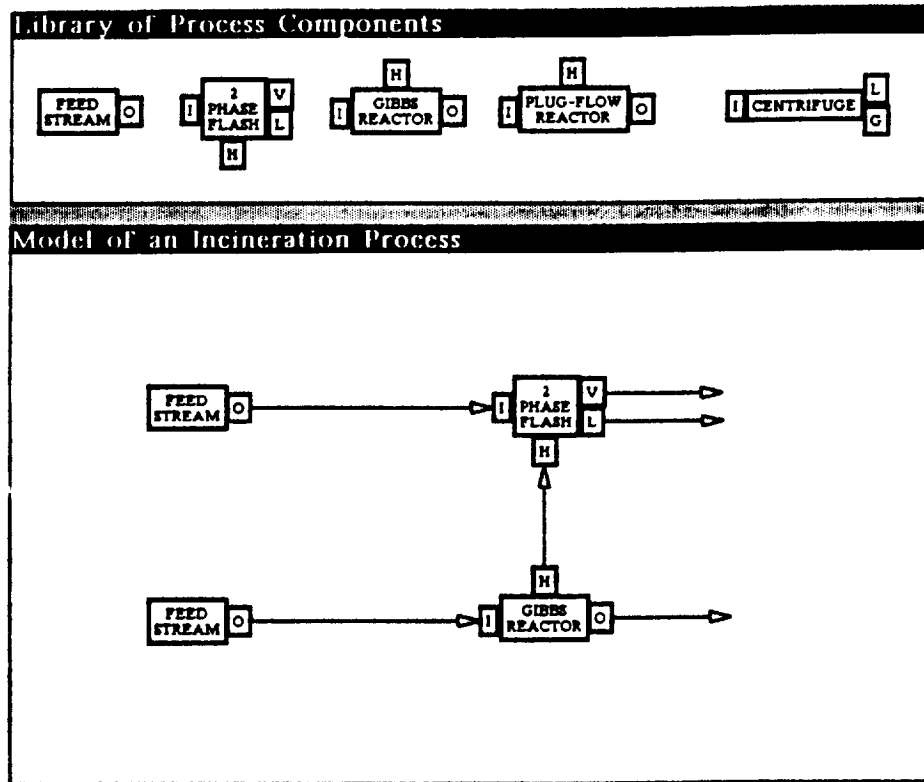 Library of Process Components
H
H
2
PHASE
FLASH
V
L
I
H
FEED
STREAM
O
I
GIBBS
REACTOR
O
I
PLUG-FLOW
REACTOR
O
I
CENTRIFUGE
L
G
Model of an Incineration Process
FEED
STREAM
O
I
2
PHASE
FLASH
V
L
H
H
FEED
STREAM
O
I
GIBBS
REACTOR
O